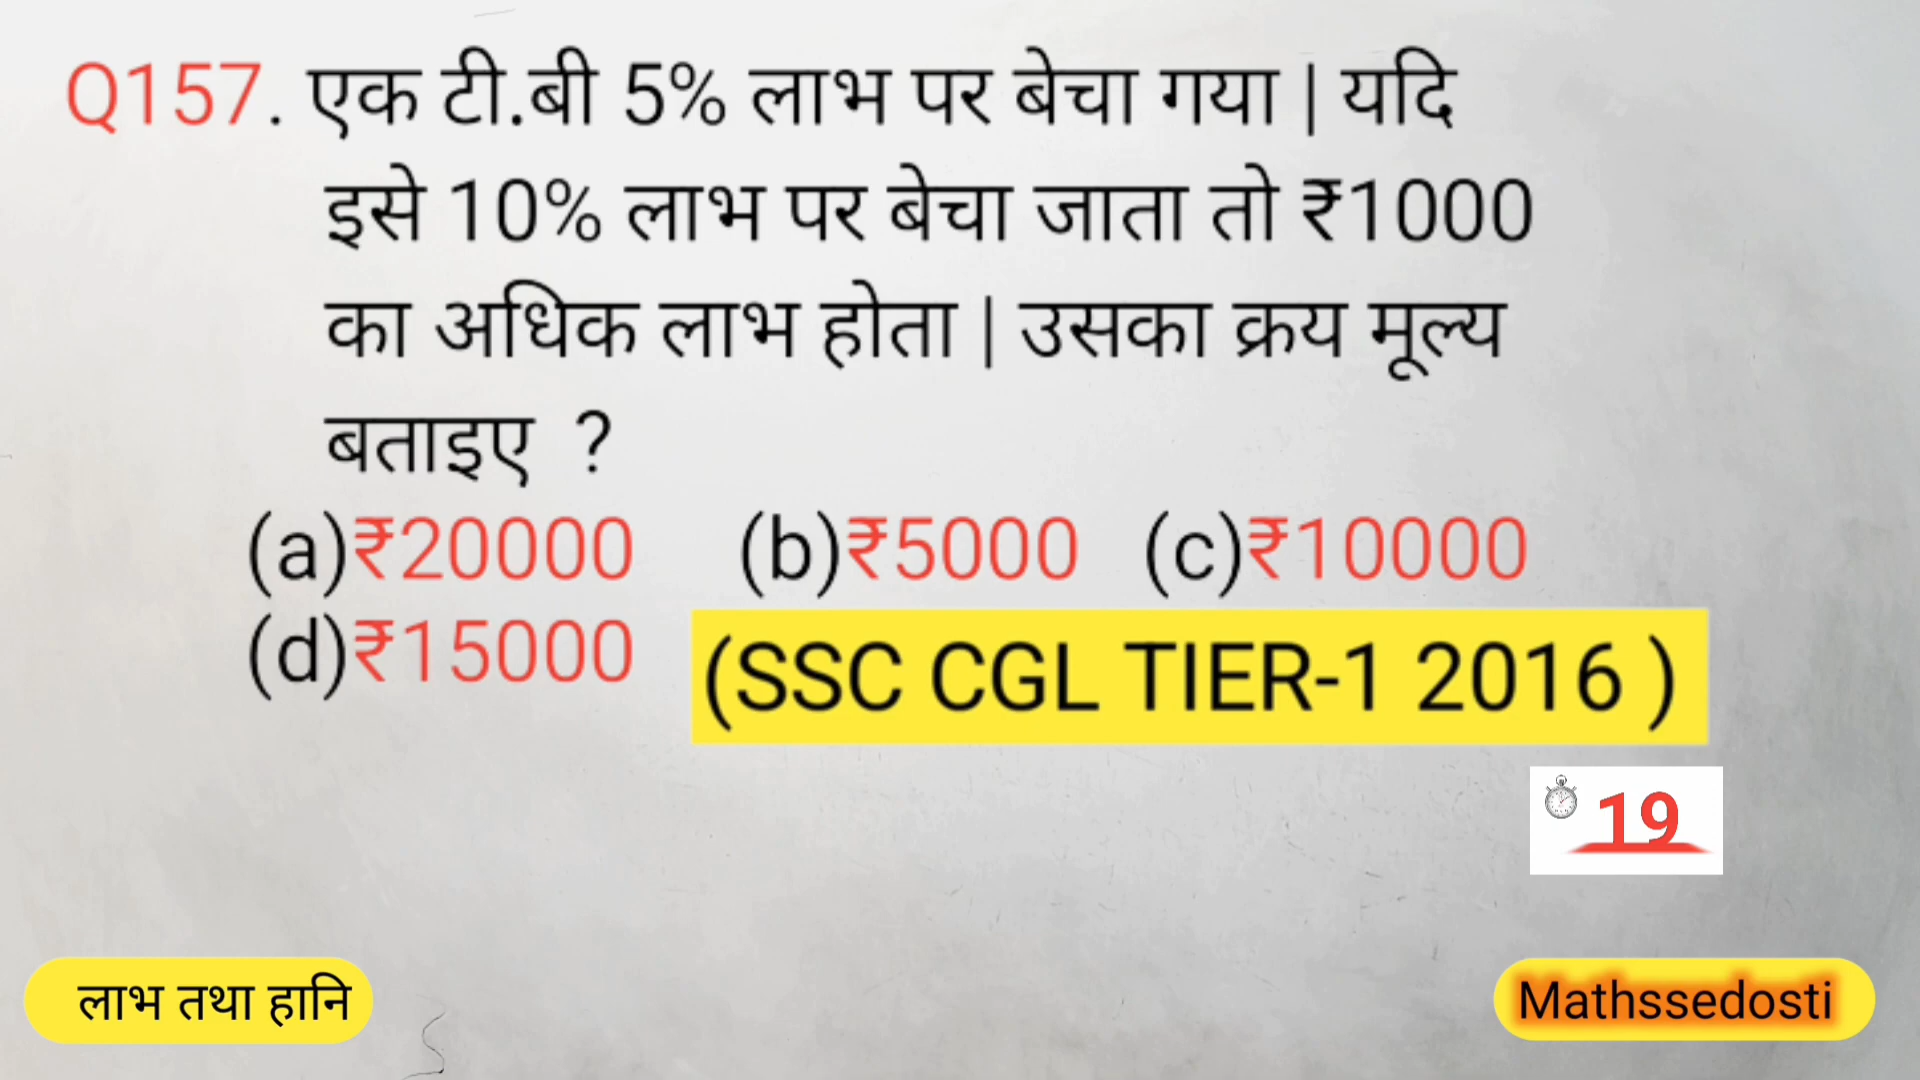 Q157. एक टी.बी 5% लाभ पर बेचा गया | यदि
इसे 10% लाभ पर बेचा जाता तो ₹1000
का अधिक लाभ होता | उसका क्रय मूल्य
बताइए ?
(a)₹20000 (b)₹5000 (c)₹10000
(d)₹15000 (SSC CGL TIER-1 2016 )
19
लाभ तथा हानि
Mathssedosti